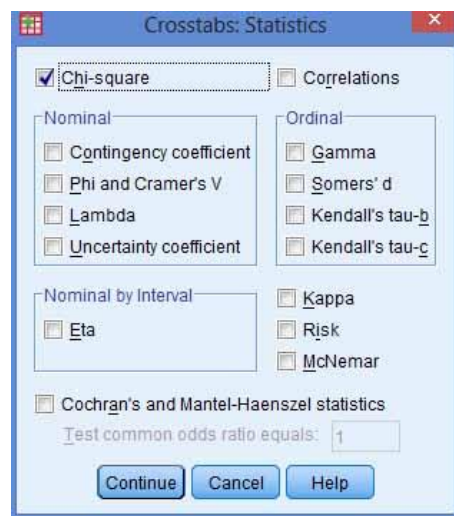 Crosstabs: Statistics
Chi-square
Correlations
Nominal
Contingency coefficient
Phi and Cramer's V
Lambda
Uncertainty coefficient
Ordinal
Gamma
Somers' d
Kendall's tau-b
Kendall's tau-c
Nominal by Interval
Eta
Kappa
Risk
McNemar
Cochran's and Mantel-Haenszel statistics
Test common odds ratio equals: 1
Continue Cancel Help